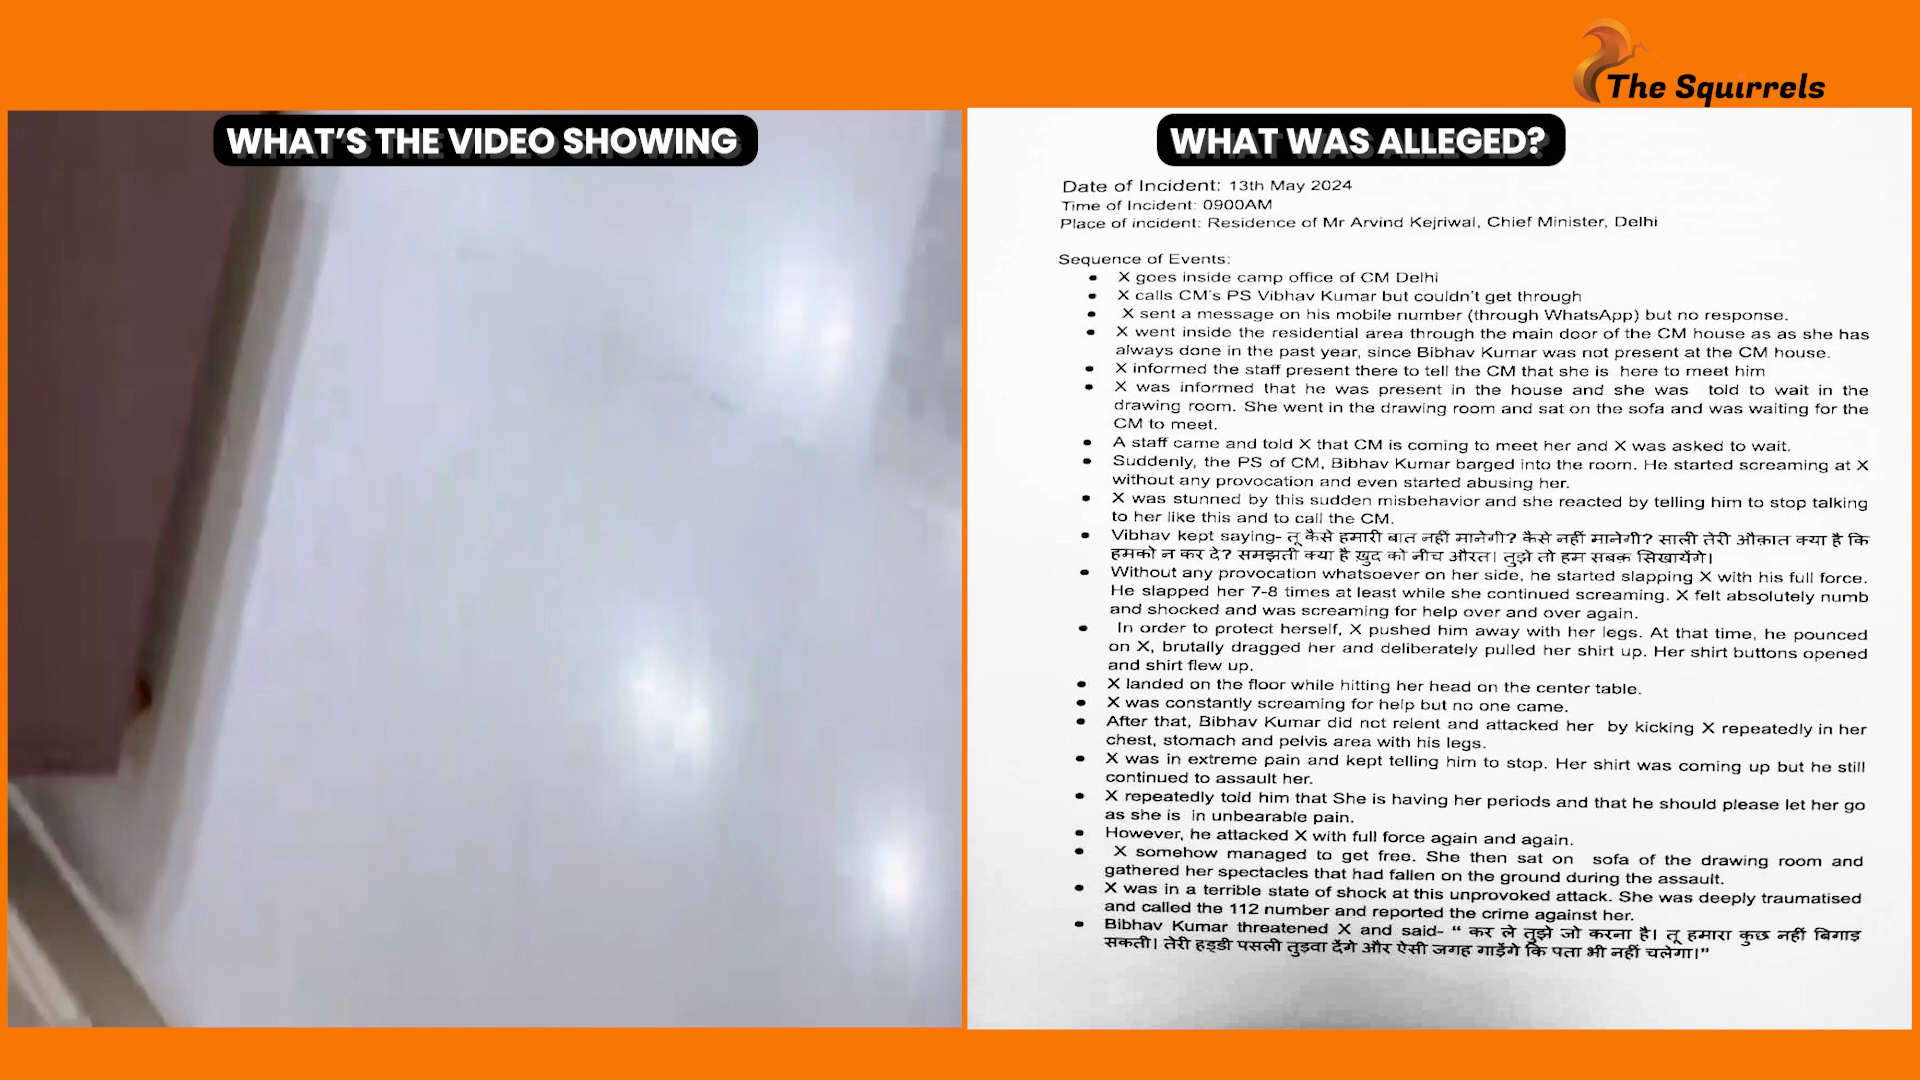 The Squirrels
WHAT'S THE VIDEO SHOWING
WHAT WAS ALLEGED?
Date of Incident: 13th May 2024
Time of Incident: 0900AM
Place of incident: Residence of Mr Arvind Kejriwal, Chief Minister, Delhi
Sequence of Events:
• X goes inside camp office of CM Delhi
• X calls CM's PS Vibhav Kumar but couldn't get through
• X sent a message on his mobile number (through WhatsApp) but no response.
• X went inside the residential area through the main door of the CM house as as she has
always done in the past year, since Bibhav Kumar was not present at the CM house.
• X informed the staff present there to tell the CM that she is here to meet him
• X was informed that he was present in the house and she was told to wait in the
drawing room. She went in the drawing room and sat on the sofa and was waiting for the
CM to meet.
• A staff came and told X that CM is coming to meet her and X was asked to wait.
• Suddenly, the PS of CM, Bibhav Kumar barged into the room. He started screaming at X
without any provocation and even started abusing her.
• X was stunned by this sudden misbehavior and she reacted by telling him to stop talking
to her like this and to call the CM.
• Vibhav kept saying- तू कैसे हमारी बात नहीं मानेगी? कैसे नहीं मानेगी? साली तेरी औक़ात क्या है कि
हमको न कर दे? समझती क्या है ख़ुद को नीच औरत। तुझे तो हम सबक़ सिखायेंगे।
• Without any provocation whatsoever on her side, he started slapping X with his full force.
He slapped her 7-8 times at least while she continued screaming. X felt absolutely numb
and shocked and was screaming for help over and over again.
• In order to protect herself, X pushed him away with her legs. At that time, he pounced
on X, brutally dragged her and deliberately pulled her shirt up. Her shirt buttons opened
and shirt flew up.
• X landed on the floor while hitting her head on the center table.
• X was constantly screaming for help but no one came.
• After that, Bibhav Kumar did not relent and attacked her by kicking X repeatedly in her
chest, stomach and pelvis area with his legs.
• X was in extreme pain and kept telling him to stop. Her shirt was coming up but he still
continued to assault her.
• X repeatedly told him that She is having her periods and that he should please let her go
as she is in unbearable pain.
• However, he attacked X with full force again and again.
• X somehow managed to get free. She then sat on sofa of the drawing room and
gathered her spectacles that had fallen on the ground during the assault.
• X was in a terrible state of shock at this unprovoked attack. She was deeply traumatised
and called the 112 number and reported the crime against her.
• Bibhav Kumar threatened X and said- “ कर ले तुझे जो करना है। तू हमारा कुछ नहीं बिगाड़
सकती। तेरी हड्डी पसली तुड़वा देंगे और ऐसी जगह गाड़ेंगे कि पता भी नहीं चलेगा।"